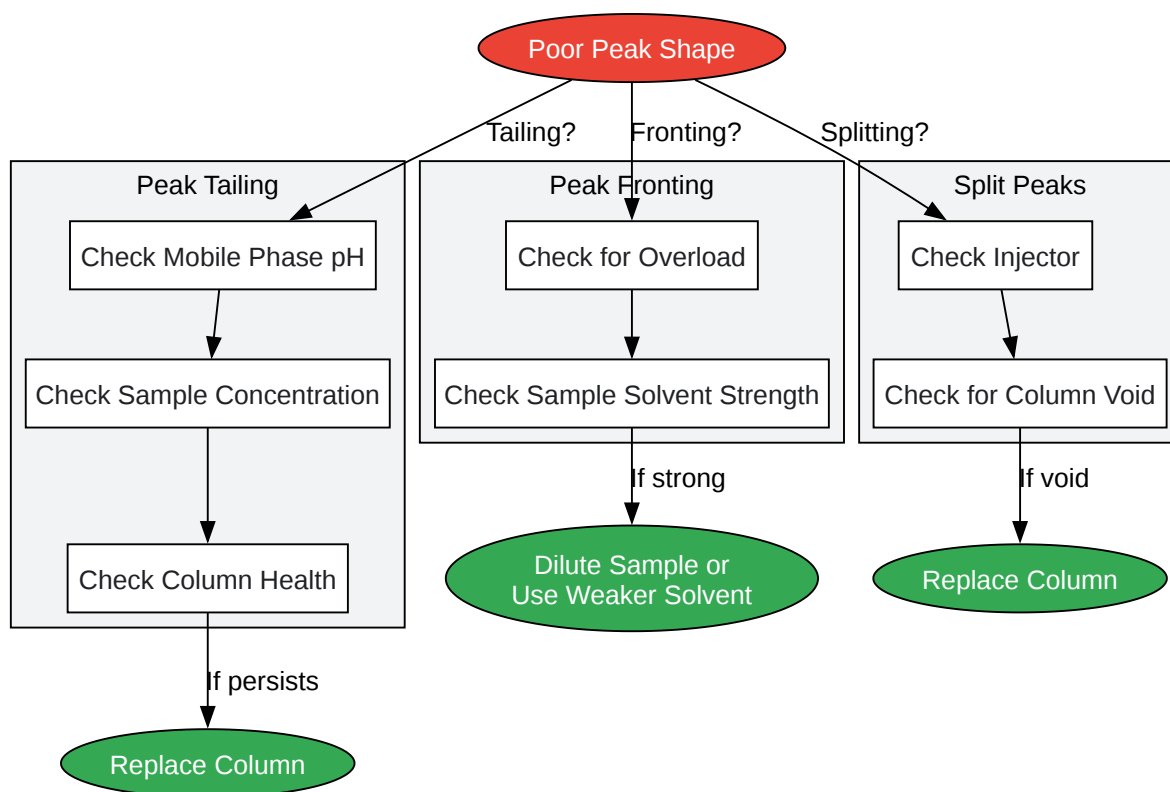 Poor Peak Shape
Tailing?
Fronting?
Splitting?
Peak Tailing
Peak Fronting
Split Peaks
Check Mobile Phase pH
Check for Overload
Check Injector
Check Sample Concentration
Check Sample Solvent Strength
Check for Column Void
If strong
If void
Check Column Health
Dilute Sample or
Use Weaker Solvent
Replace Column
If persists
Replace Column